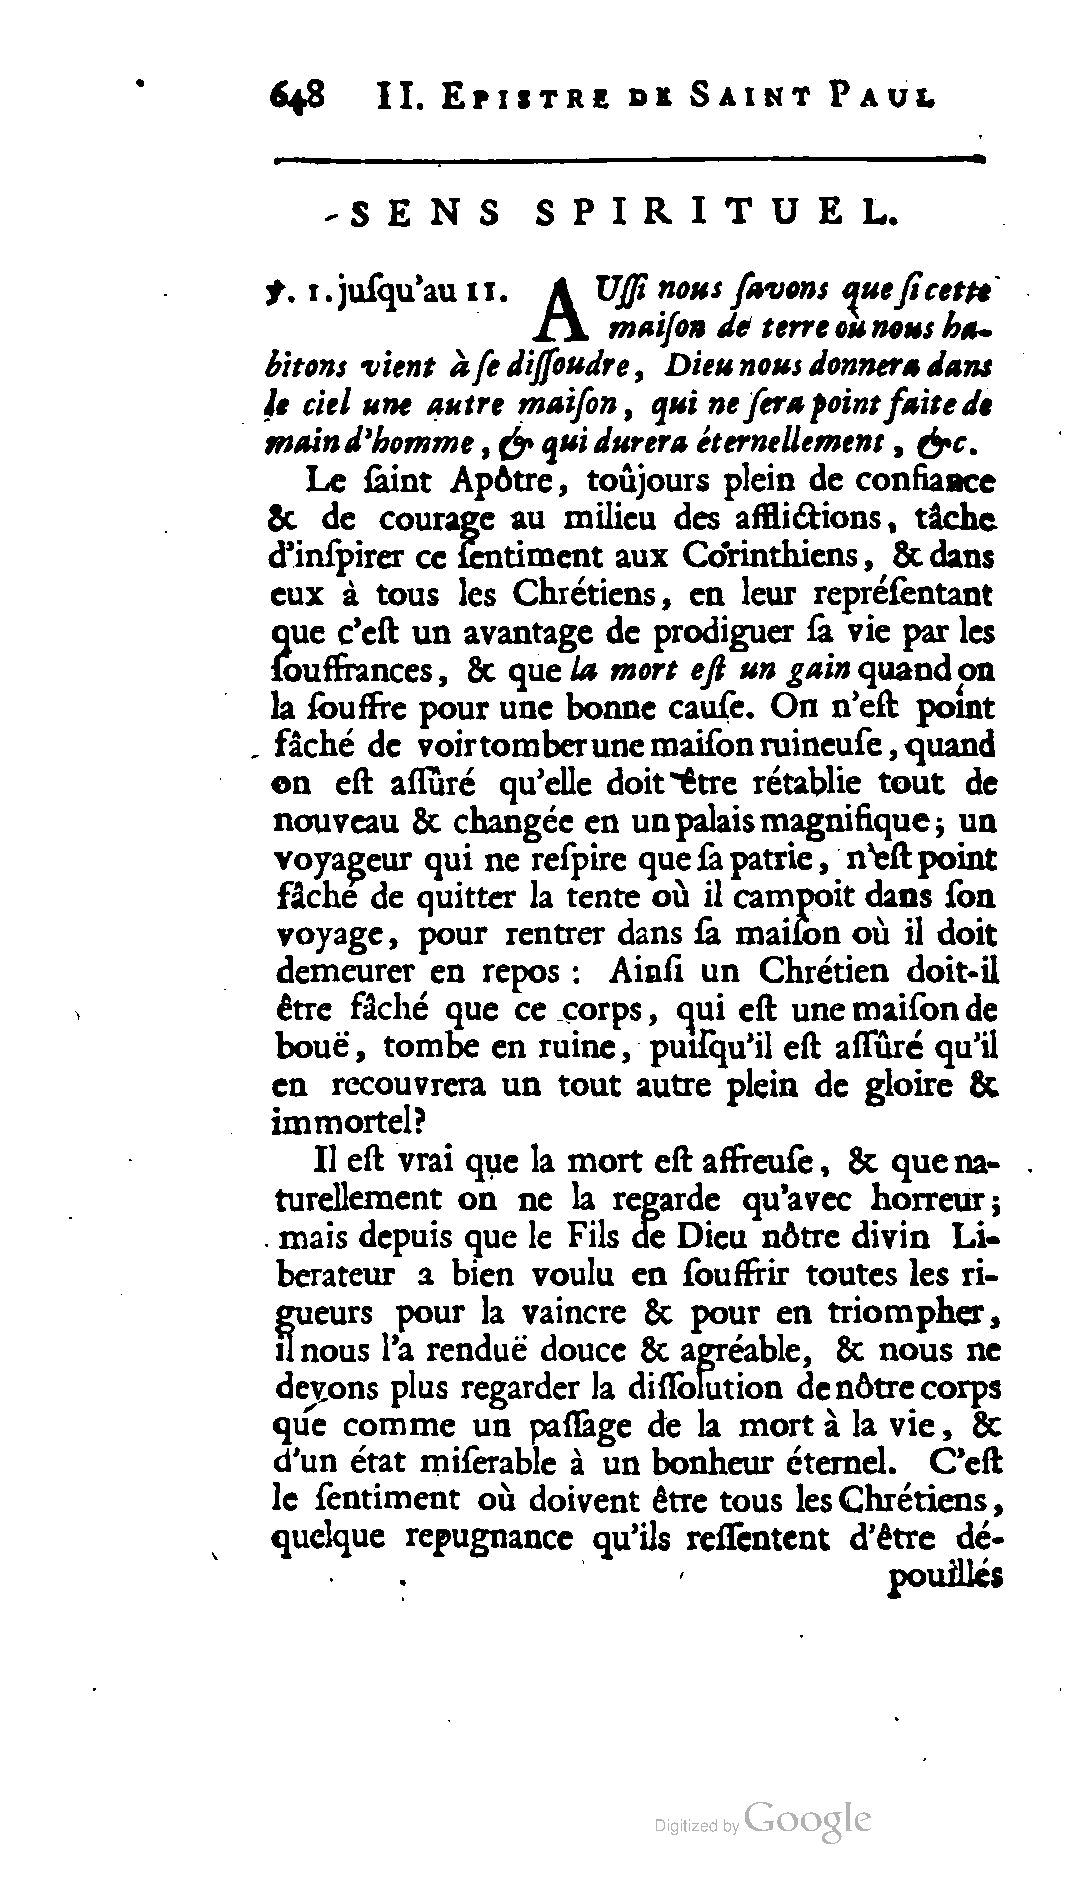 648 II. EPISTRE DE SAINT PAUL
SENS SPIRITUEL.
℣. 1. juſqu'au 11. AUſſi nous ſavons que ſi cette
maiſon de terre où nous ha-
bitons vient à ſe diſſoudre, Dieu nous donnera dans
le ciel une autre maiſon, qui ne ſera point faite de
main d'homme, & qui durera éternellement, &c.
Le ſaint Apôtre, toûjours plein de confiance
& de courage au milieu des afflictions, tâche
d'inſpirer ce ſentiment aux Corinthiens, & dans
eux à tous les Chrétiens, en leur repréſentant
que c'eſt un avantage de prodiguer ſa vie par les
ſouffrances, & que la mort eſt un gain quand on
la ſouffre pour une bonne cauſe. On n'eſt point
fâché de voir tomber une maiſon ruineuſe, quand
on eſt aſſûré qu'elle doit être rétablie tout de
nouveau & changée en un palais magnifique; un
voyageur qui ne reſpire que ſa patrie, n'eſt point
fâché de quitter la tente où il campoit dans ſon
voyage, pour rentrer dans ſa maiſon où il doit
demeurer en repos : Ainſi un Chrétien doit-il
être fâché que ce corps, qui eſt une maiſon de
bouë, tombe en ruine, puiſqu'il eſt aſſûré qu'il
en recouvrera un tout autre plein de gloire &
immortel?
Il eſt vrai que la mort eſt affreuſe, & que na-
turellement on ne la regarde qu'avec horreur;
mais depuis que le Fils de Dieu nôtre divin Li-
berateur a bien voulu en ſouffrir toutes les ri-
gueurs pour la vaincre & pour en triompher,
il nous l'a renduë douce & agréable, & nous ne
devons plus regarder la diſſolution de nôtre corps
que comme un paſſage de la mort à la vie, &
d'un état miſerable à un bonheur éternel. C'eſt
le ſentiment où doivent être tous les Chrétiens,
quelque repugnance qu'ils reſſentent d'être dé-
pouillés
Digitized by Google